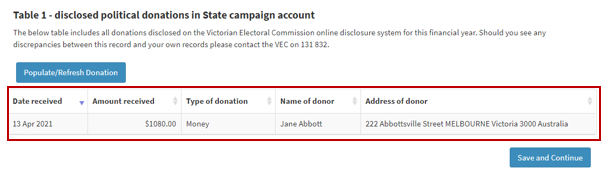 Table 1 - disclosed political donations in State campaign account
The below table includes all donations disclosed on the Victorian Electoral Commission online disclosure system for this financial year. Should you see any
discrepancies between this record and your own records please contact the VEC on 131 832.
Populate/Refresh Donation
Date received Amount received Type of donation Name of donor Address of donor
13 Apr 2021 $1080.00 Money Jane Abbott 222 Abbottsville Street MELBOURNE Victoria 3000 Australia
Save and Continue